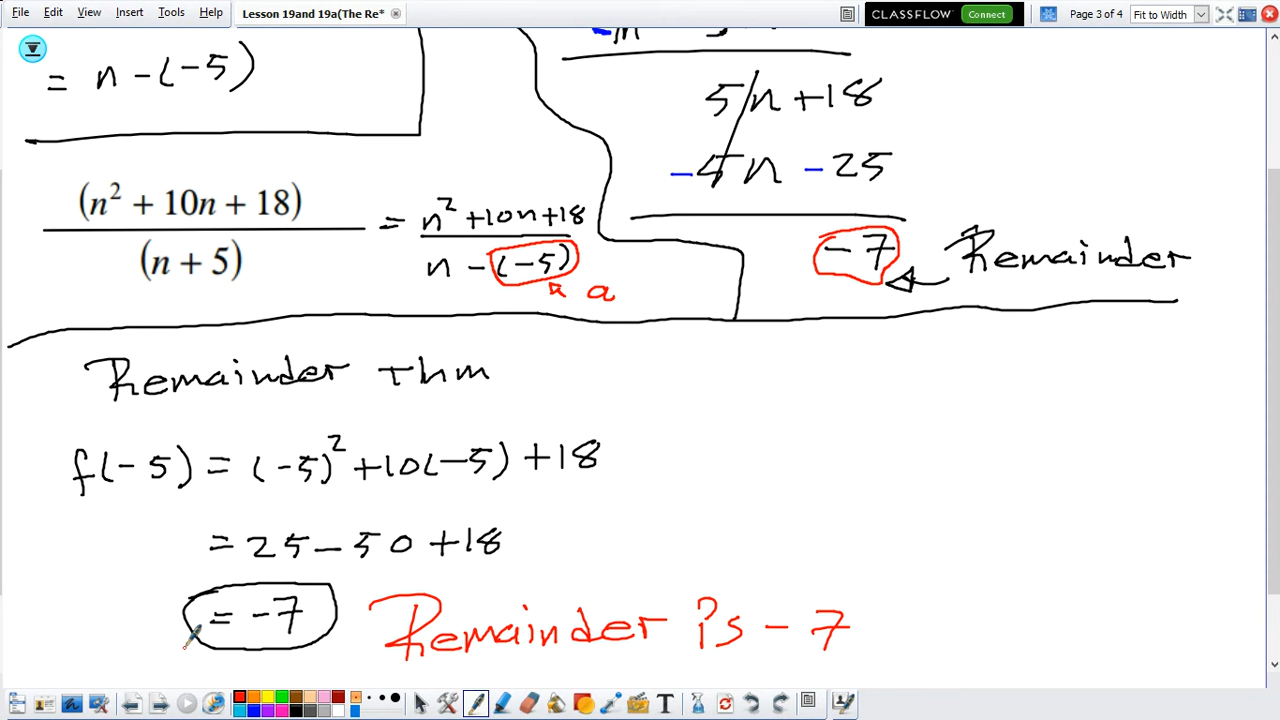 File Edit View Insert Tools Help Lesson 19and 19a(The Re* CLASSFLOW Connect Page 3 of 4 Fit to Width
= n - (-5)
5n + 18
- 5n - 25
- 7 Remainder
(n² + 10n + 18) = n² + 10n + 18
(n + 5) n - (-5)
a
Remainder Thm
f(-5) = (-5)² + 10(-5) + 18
= 25 - 50 + 18
= -7 Remainder is -7
T